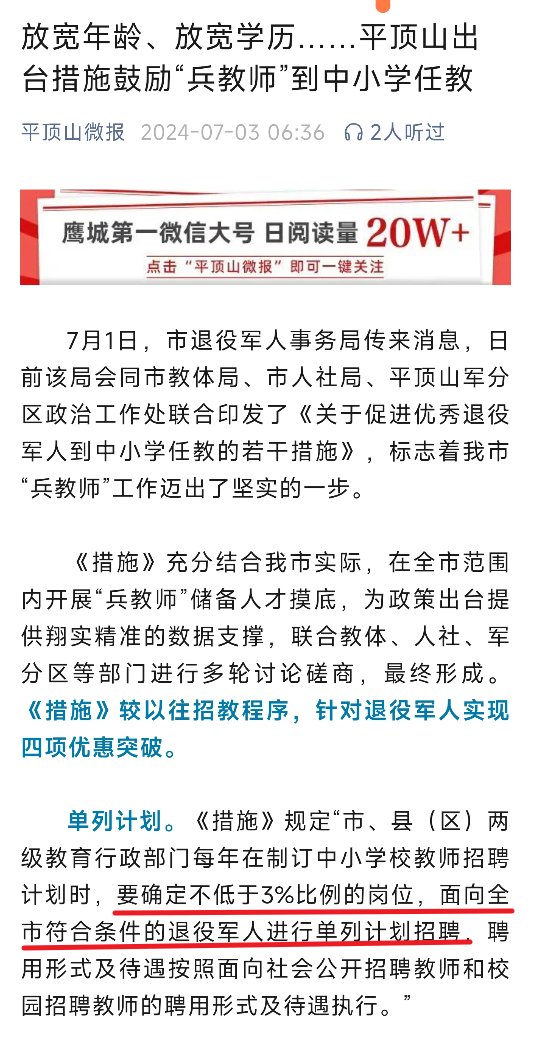 放宽年龄、放宽学历……平顶山出
台措施鼓励“兵教师”到中小学任教
平顶山微报 2024-07-03 06:36 2人听过
鹰城第一微信大号 日阅读量 20W+
点击“平顶山微报”即可一键关注
7月1日，市退役军人事务局传来消息，日
前该局会同市教体局、市人社局、平顶山军分
区政治工作处联合印发了《关于促进优秀退役
军人到中小学任教的若干措施》，标志着我市
“兵教师”工作迈出了坚实的一步。
《措施》充分结合我市实际，在全市范围
内开展“兵教师”储备人才摸底，为政策出台提
供翔实精准的数据支撑，联合教体、人社、军
分区等部门进行多轮讨论磋商，最终形成。
《措施》较以往招教程序，针对退役军人实现
四项优惠突破。
单列计划。《措施》规定“市、县（区）两
级教育行政部门每年在制订中小学校教师招聘
计划时，要确定不低于3%比例的岗位，面向全
市符合条件的退役军人进行单列计划招聘，聘
用形式及待遇按照面向社会公开招聘教师和校
园招聘教师的聘用形式及待遇执行。”